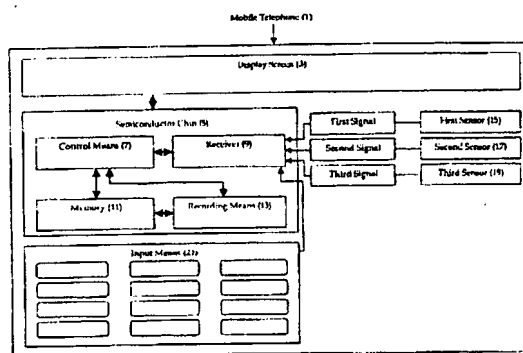 Mobile Telephone (1)
Display Screen (3)
Semiconductor Chip (5)
Control Means (7)
Receiver (9)
Memory (11)
Recording Means (13)
First Signal
First Sensor (15)
Second Signal
Second Sensor (17)
Third Signal
Third Sensor (19)
Input Means (21)